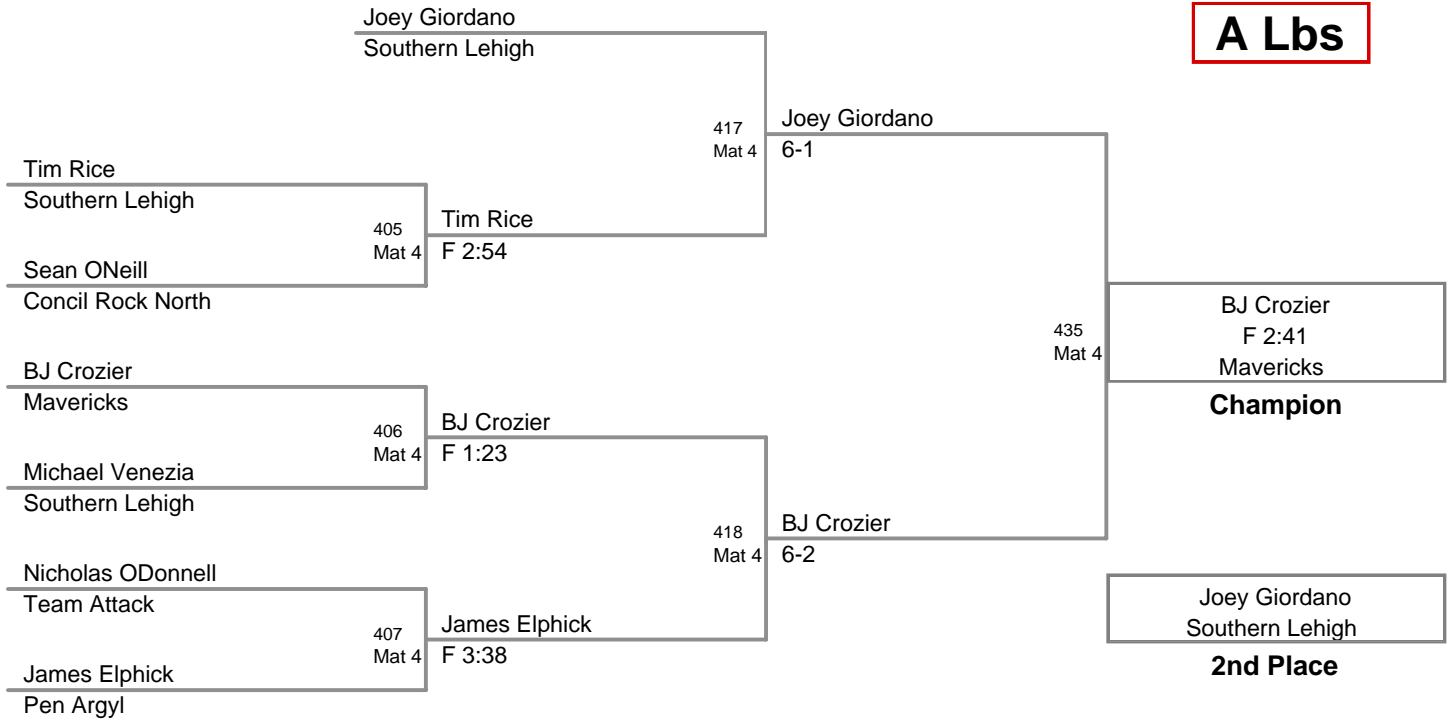 Joey Giordano
Southern Lehigh
A Lbs
417
Mat 4
Joey Giordano
6-1
Tim Rice
Southern Lehigh
405
Mat 4
Tim Rice
F 2:54
Sean ONeill
Concil Rock North
BJ Crozier
F 2:41
Mavericks
Champion
435
Mat 4
BJ Crozier
Mavericks
406
Mat 4
BJ Crozier
F 1:23
Michael Venezia
Southern Lehigh
418
Mat 4
BJ Crozier
6-2
Nicholas ODonnell
Team Attack
407
Mat 4
James Elphick
F 3:38
James Elphick
Pen Argyl
Joey Giordano
Southern Lehigh
2nd Place